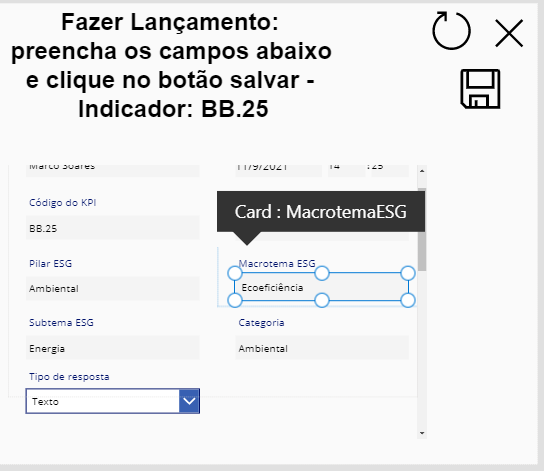 Fazer Lançamento:
preencha os campos abaixo
e clique no botão salvar -
Indicador: BB.25
Marco Soares
11/9/2021 14 :25
Código do KPI
Card : MacrotemaESG
BB.25
Pilar ESG
Macrotema ESG
Ambiental
Ecoeficiência
Subtema ESG
Categoria
Energia
Ambiental
Tipo de resposta
Texto